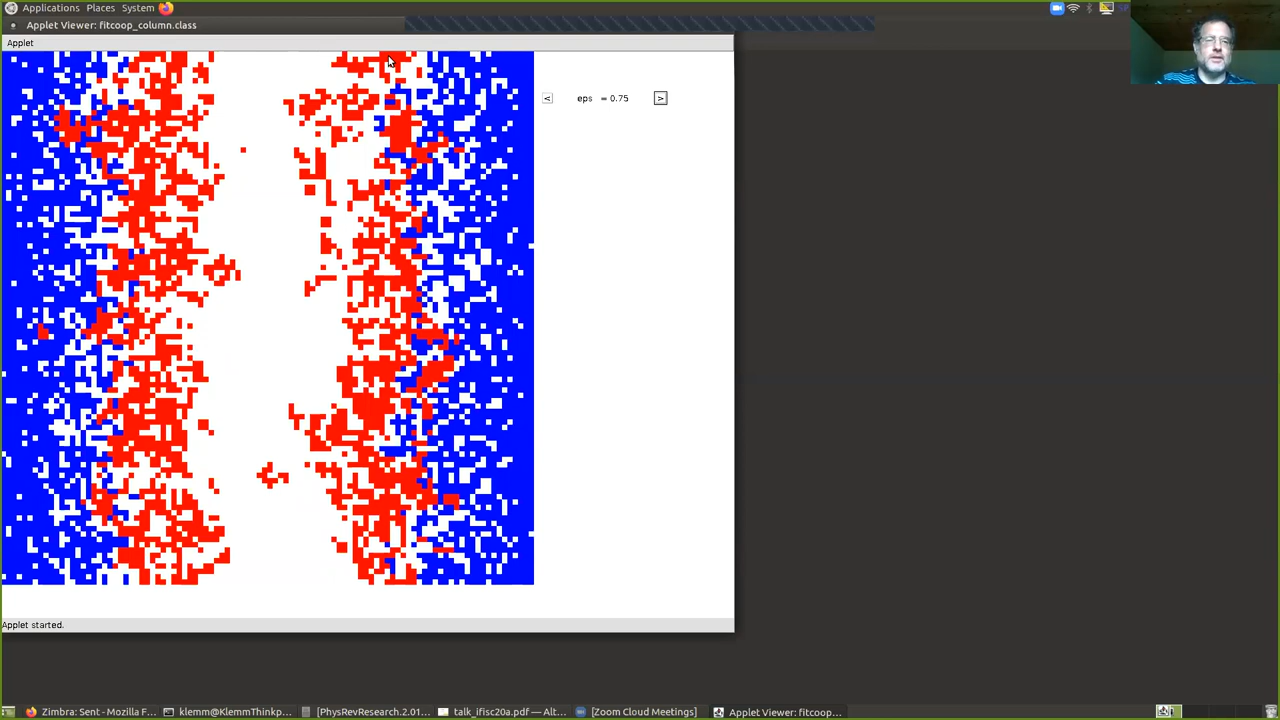 Applications Places System
Applet Viewer: fitcoop_column.class
Applet
< eps = 0.75 >
Applet started.
Zimbra: Sent - Mozilla F...
klemm@KlemmThinkp...
[PhysRevResearch.2.01...
talk_ifisc20a.pdf — Atl...
[Zoom Cloud Meetings]
Applet Viewer: fitcoop...